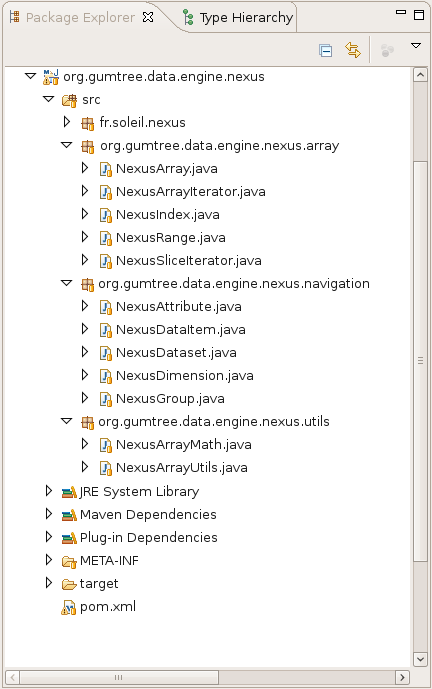 Package Explorer
Type Hierarchy
org.gumtree.data.engine.nexus
src
fr.soleil.nexus
org.gumtree.data.engine.nexus.array
NexusArray.java
NexusArrayIterator.java
NexusIndex.java
NexusRange.java
NexusSliceIterator.java
org.gumtree.data.engine.nexus.navigation
NexusAttribute.java
NexusDataItem.java
NexusDataset.java
NexusDimension.java
NexusGroup.java
org.gumtree.data.engine.nexus.utils
NexusArrayMath.java
NexusArrayUtils.java
JRE System Library
Maven Dependencies
Plug-in Dependencies
META-INF
target
pom.xml